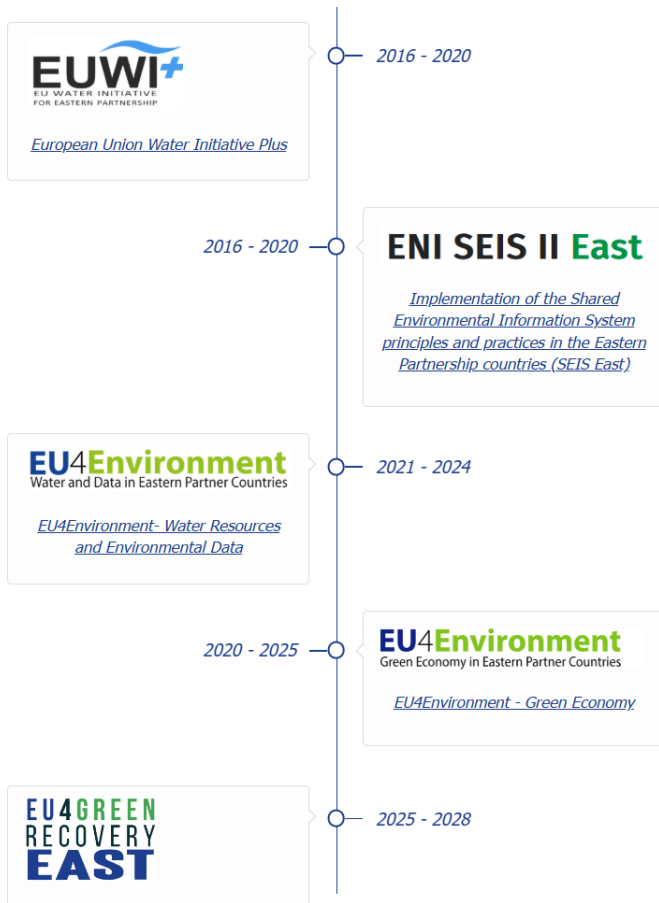 EUWI+
EU WATER INITIATIVE
FOR EASTERN PARTNERSHIP
European Union Water Initiative Plus
2016 - 2020
2016 - 2020
ENI SEIS II East
Implementation of the Shared
Environmental Information System
principles and practices in the Eastern
Partnership countries (SEIS East)
EU4Environment
Water and Data in Eastern Partner Countries
EU4Environment- Water Resources
and Environmental Data
2021 - 2024
2020 - 2025
EU4Environment
Green Economy in Eastern Partner Countries
EU4Environment - Green Economy
EU4GREEN
RECOVERY
EAST
2025 - 2028